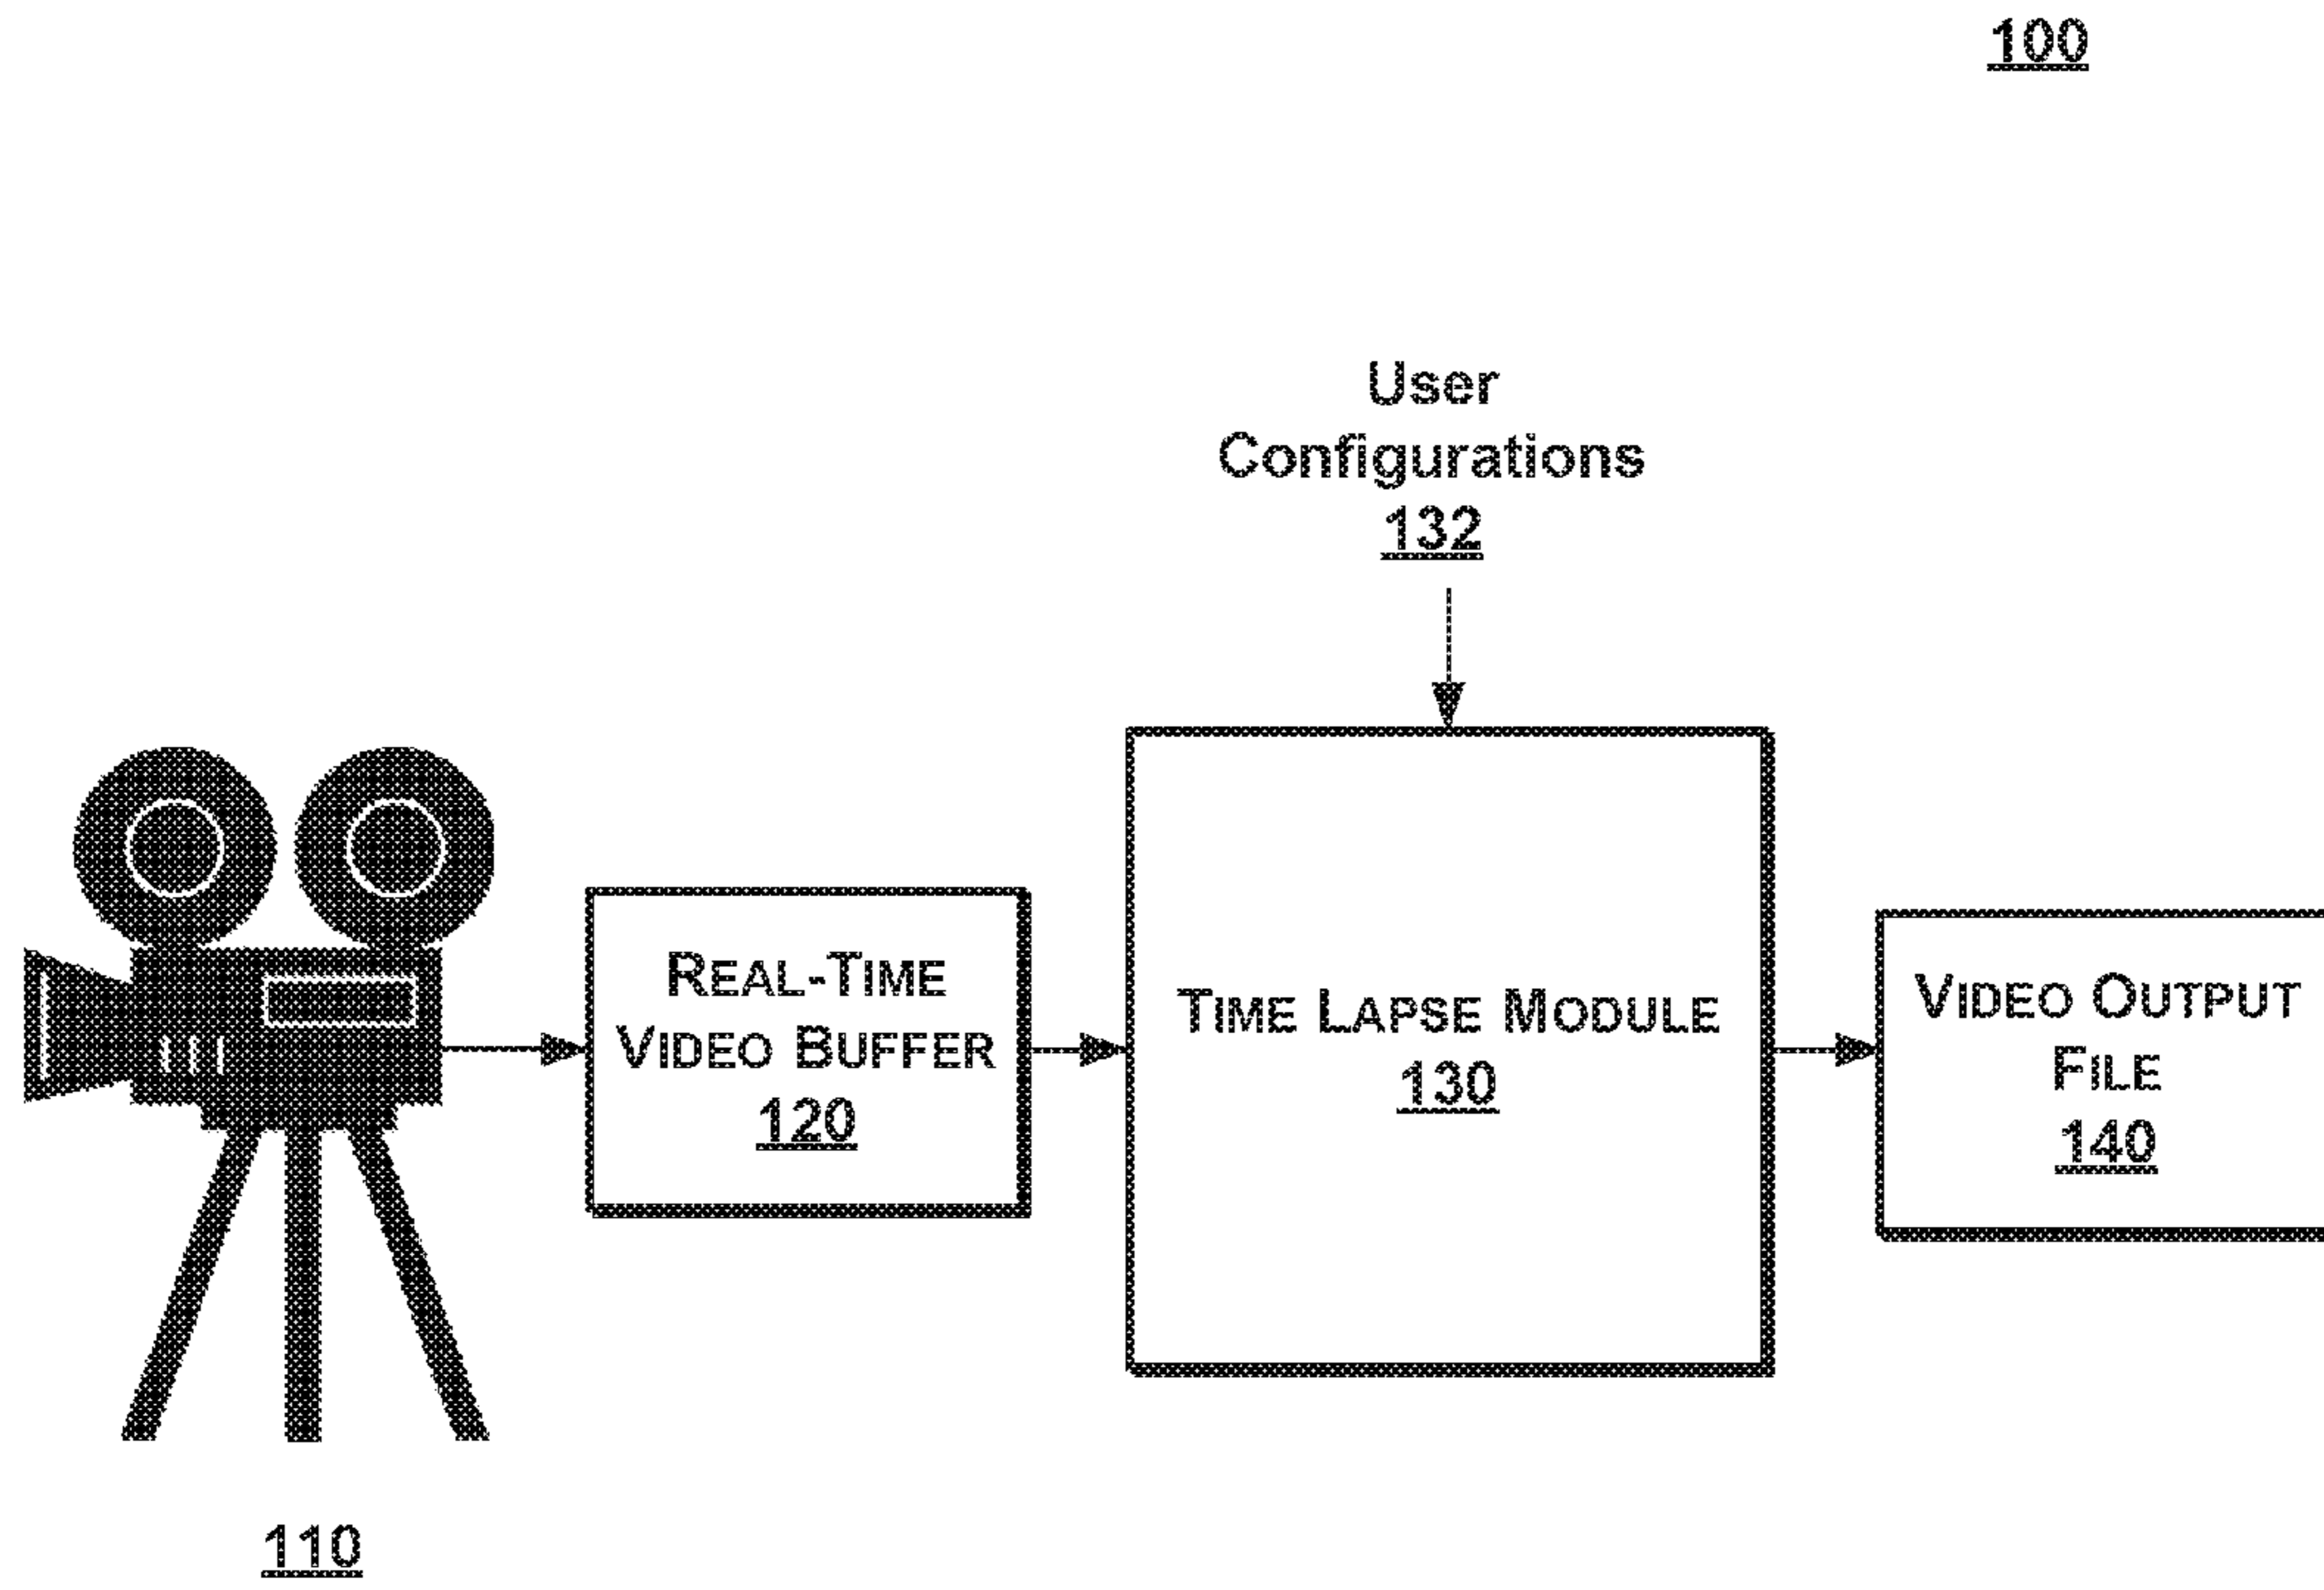 100
User
Configurations
132
REAL-TIME
VIDEO BUFFER
120
TIME LAPSE MODULE
130
VIDEO OUTPUT
FILE
140
110